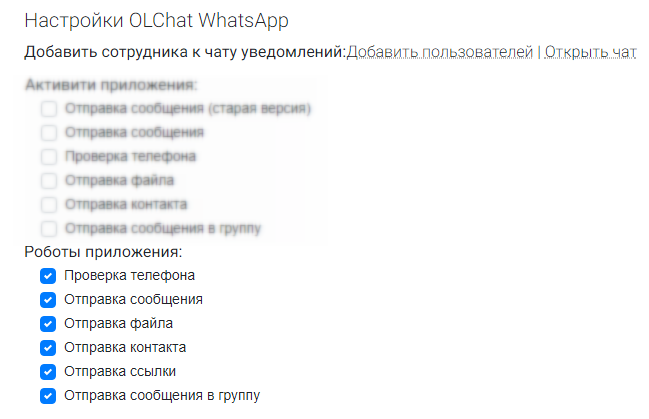 Настройки OLChat WhatsApp
Добавить сотрудника к чату уведомлений:Добавить пользователей | Открыть чат
Активити приложения:
Отправка сообщения (старая версия)
Отправка сообщения
Проверка телефона
Отправка файла
Отправка контакта
Отправка сообщения в группу
Роботы приложения:
Проверка телефона
Отправка сообщения
Отправка файла
Отправка контакта
Отправка ссылки
Отправка сообщения в группу